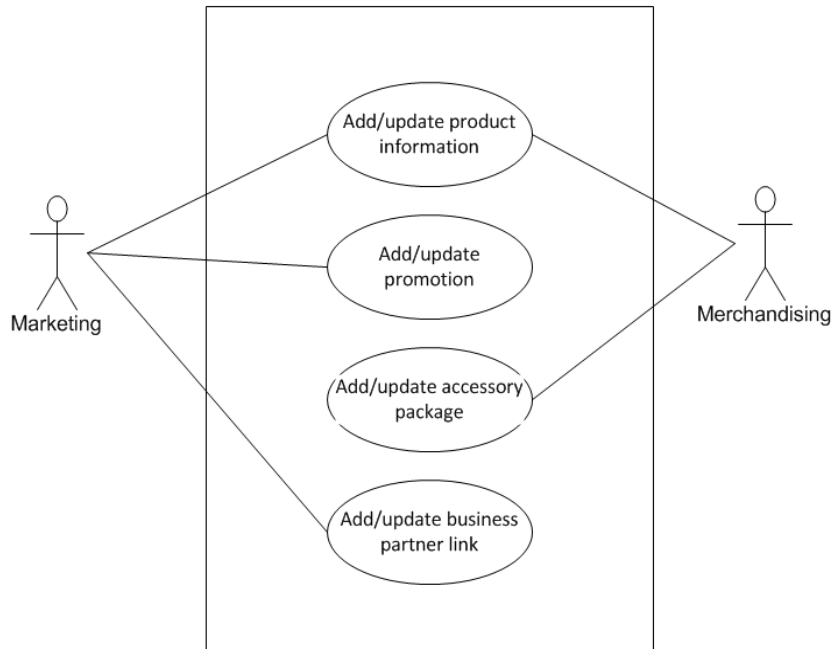 Add/update product
information
Add/update
promotion
Marketing
Merchandising
Add/update accessory
package
Add/update business
partner link